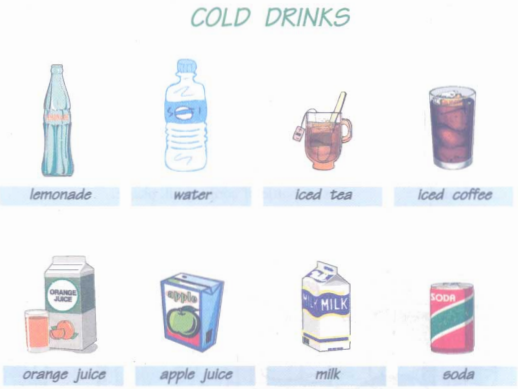 COLD DRINKS
lemonade
water
iced tea
iced coffee
ORANGE
JUICE
apple
MILK
SODA
orange juice
apple juice
milk
soda